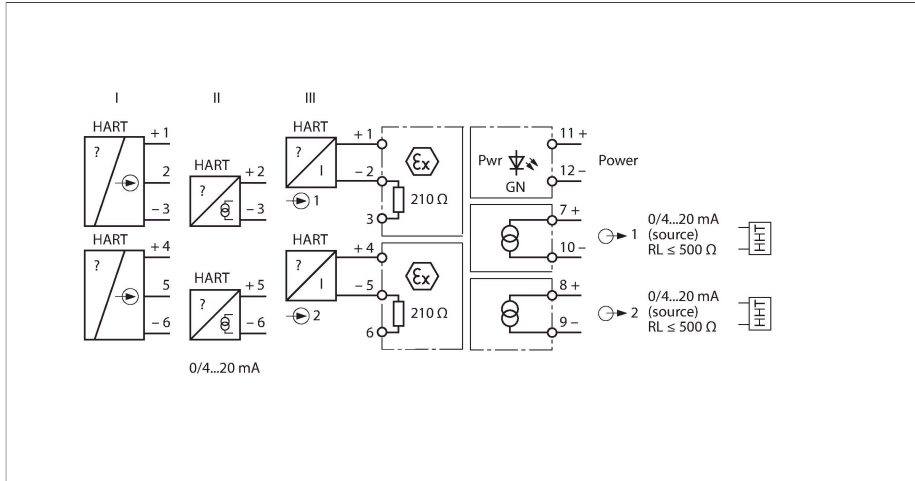 I II III
HART
?
+ 1
2
– 3
HART
?
+ 2
– 3
HART
?
I
+ 1
– 2
3
1
Ex
210 Ω
Pwr
GN
11 +
12 –
Power
7 +
10 –
1
0/4...20 mA
(source)
RL ≤ 500 Ω
HHT
HART
?
+ 4
5
– 6
HART
?
+ 5
– 6
0/4...20 mA
HART
?
I
+ 4
– 5
6
2
Ex
210 Ω
8 +
9 –
2
0/4...20 mA
(source)
RL ≤ 500 Ω
HHT